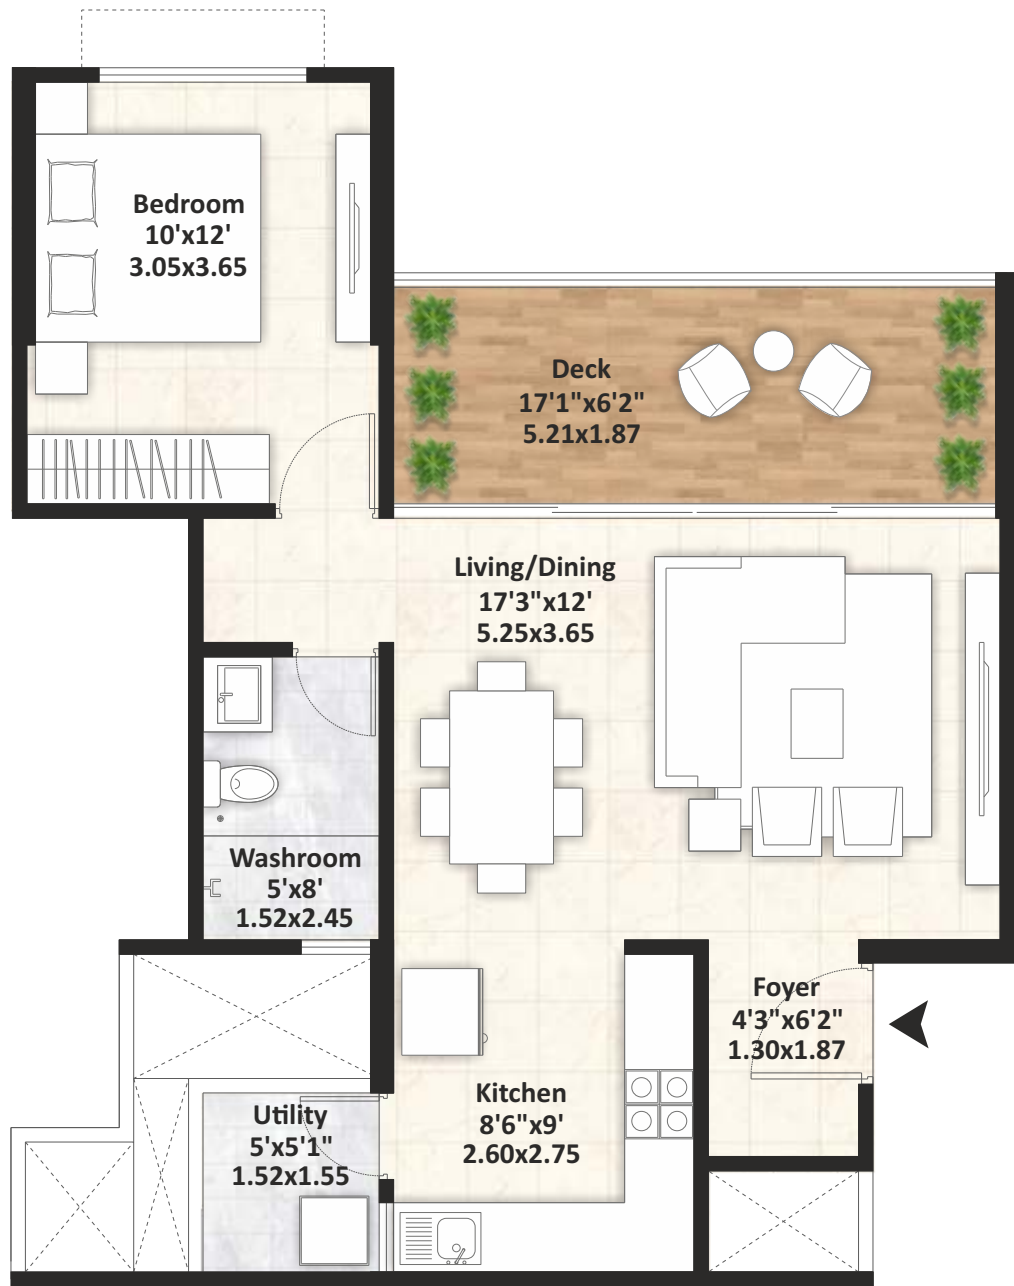 Bedroom
10'x12'
3.05x3.65
Deck
17'1"x6'2"
5.21x1.87
Living/Dining
17'3"x12'
5.25x3.65
Washroom
5'x8'
1.52x2.45
Foyer
4'3"x6'2"
1.30x1.87
Kitchen
8'6"x9'
2.60x2.75
Utility
5'x5'1"
1.52x1.55